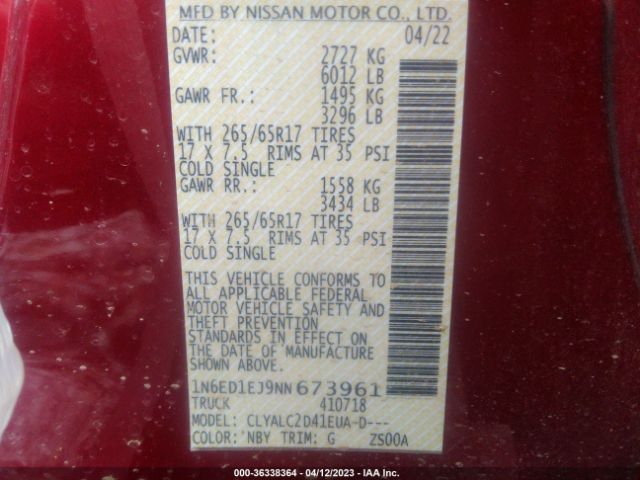 MFD BY NISSAN MOTOR CO., LTD.
DATE: 04/22
GVWR: 2727 KG
6012 LB
GAWR FR.: 1495 KG
3296 LB
WITH 265/65R17 TIRES
17 X 7.5 RIMS AT 35 PSI
COLD SINGLE
GAWR RR.: 1558 KG
3434 LB
WITH 265/65R17 TIRES
17 X 7.5 RIMS AT 35 PSI
COLD SINGLE
THIS VEHICLE CONFORMS TO
ALL APPLICABLE FEDERAL
MOTOR VEHICLE SAFETY AND
THEFT PREVENTION
STANDARDS IN EFFECT ON
THE DATE OF MANUFACTURE
SHOWN ABOVE.
1N6ED1EJ9NN673961
TRUCK 410718
MODEL: CLYALC2D41EUA-D---
COLOR: 'NBY TRIM: G ZS00A
000-36338364 - 04/12/2023 - IAA Inc.